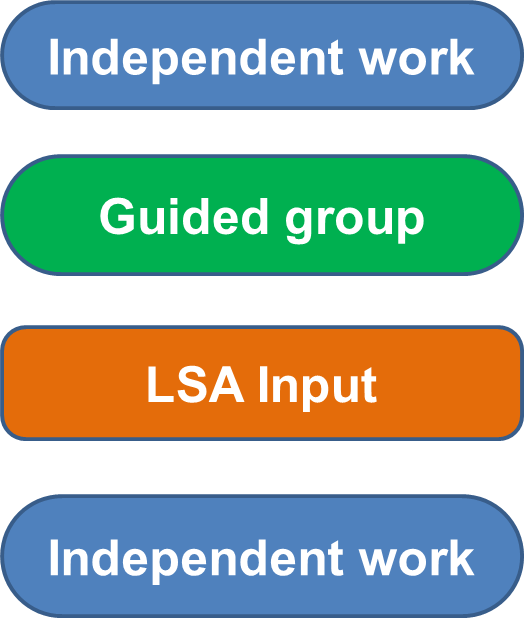 Independent work
Guided group
LSA Input
Independent work